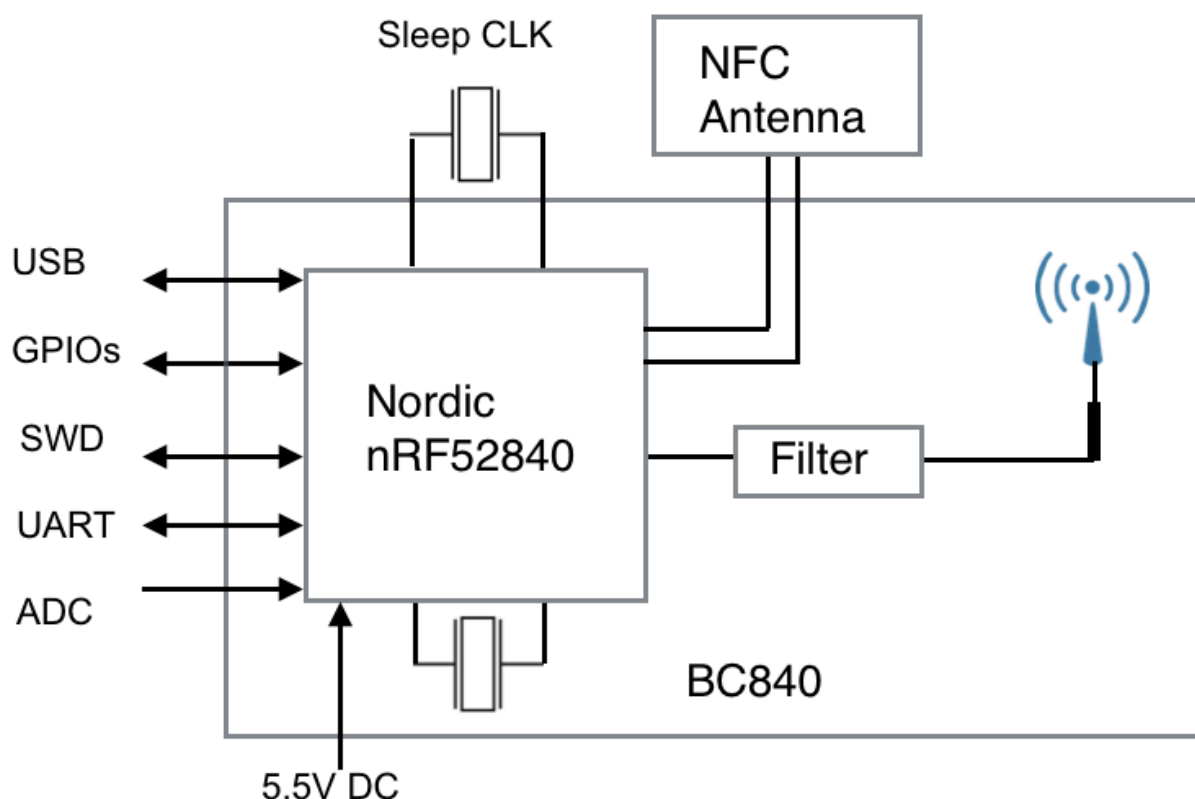 Sleep CLK
NFC
Antenna
USB
GPIOs
SWD
UART
ADC
Nordic
nRF52840
Filter
BC840
5.5V DC